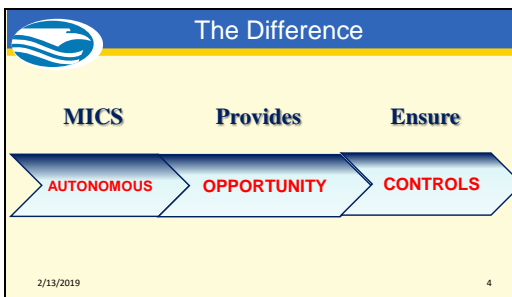 The Difference
MICS Provides Ensure
AUTONOMOUS OPPORTUNITY CONTROLS
2/13/2019 4